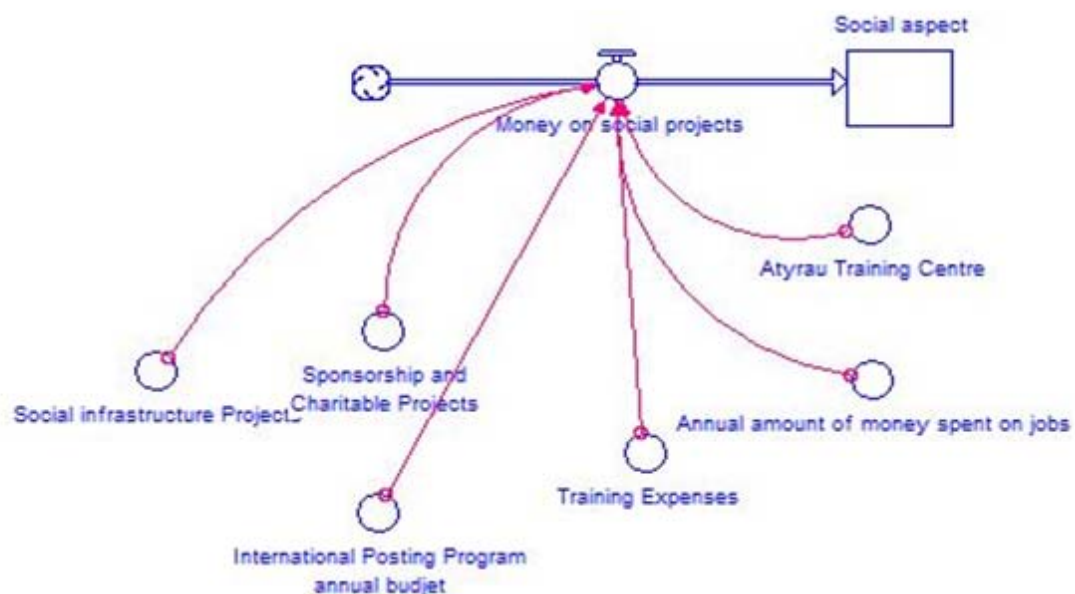 Social aspect
Money on social projects
Atyrau Training Centre
Sponsorship and
Charitable Projects
Social infrastructure Projects
Annual amount of money spent on jobs
Training Expenses
International Posting Program
annual budjet